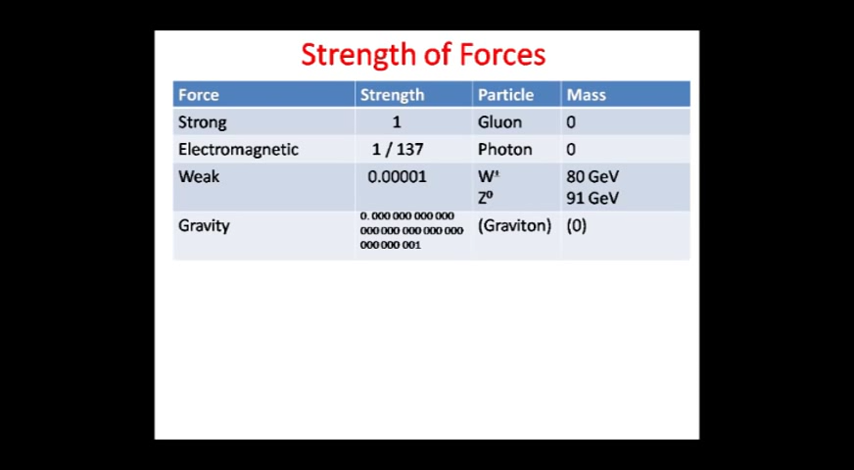 Strength of Forces
Force Strength Particle Mass
Strong 1 Gluon 0
Electromagnetic 1 / 137 Photon 0
Weak 0.00001 W± 80 GeV
Z⁰ 91 GeV
Gravity 0. 000 000 000 000 000 000 000 000 000 000 000 001 (Graviton) (0)